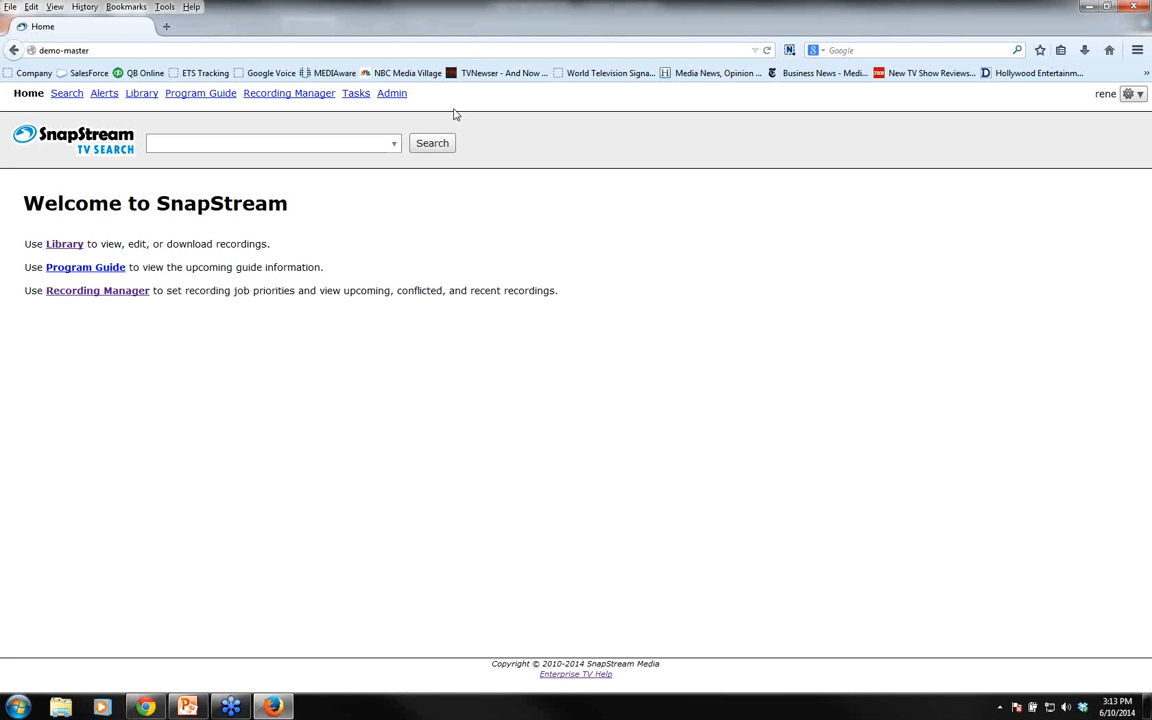 File Edit View History Bookmarks Tools Help
Home
demo-master
Google
Company SalesForce QB Online ETS Tracking Google Voice MEDIAware NBC Media Village TVNewser - And Now ... World Television Signa... Media News, Opinion ... Business News - Medi... New TV Show Reviews... Hollywood Entertainm... »
Home Search Alerts Library Program Guide Recording Manager Tasks Admin rene
SnapStream
TV SEARCH
Search
Welcome to SnapStream
Use Library to view, edit, or download recordings.
Use Program Guide to view the upcoming guide information.
Use Recording Manager to set recording job priorities and view upcoming, conflicted, and recent recordings.
Copyright © 2010-2014 SnapStream Media
Enterprise TV Help
3:13 PM
6/10/2014